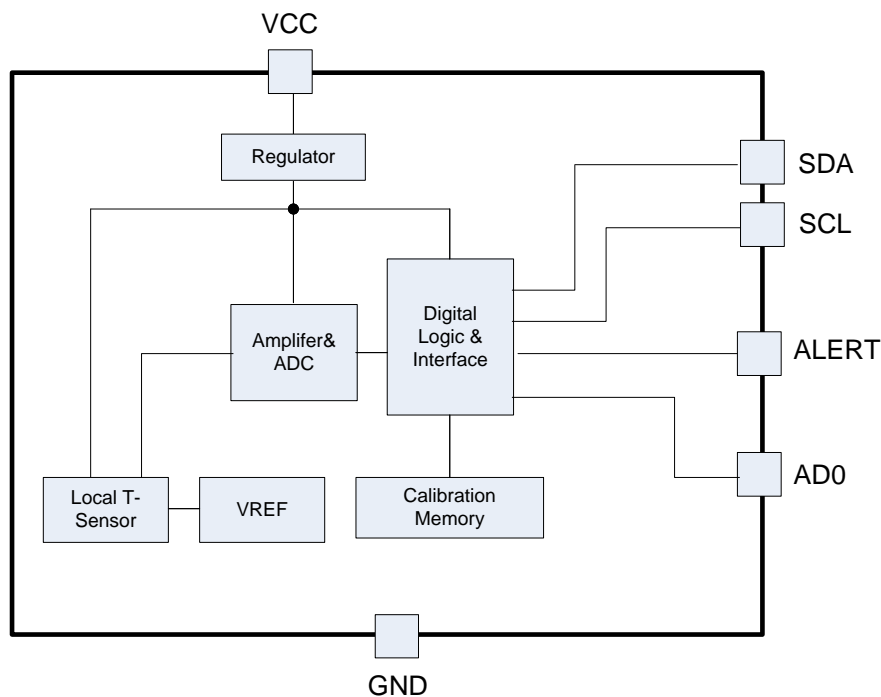 VCC
Regulator
SDA
SCL
Amplifer&
ADC
Digital
Logic &
Interface
ALERT
Local T-
Sensor
VREF
Calibration
Memory
AD0
GND